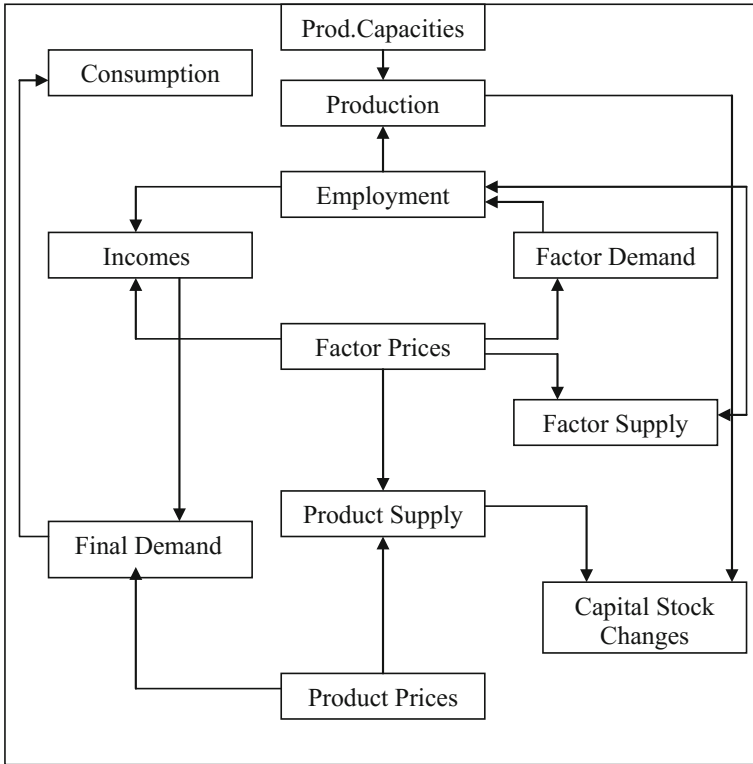 Prod.Capacities
Consumption
Production
Employment
Incomes
Factor Demand
Factor Prices
Factor Supply
Product Supply
Final Demand
Capital Stock
Changes
Product Prices